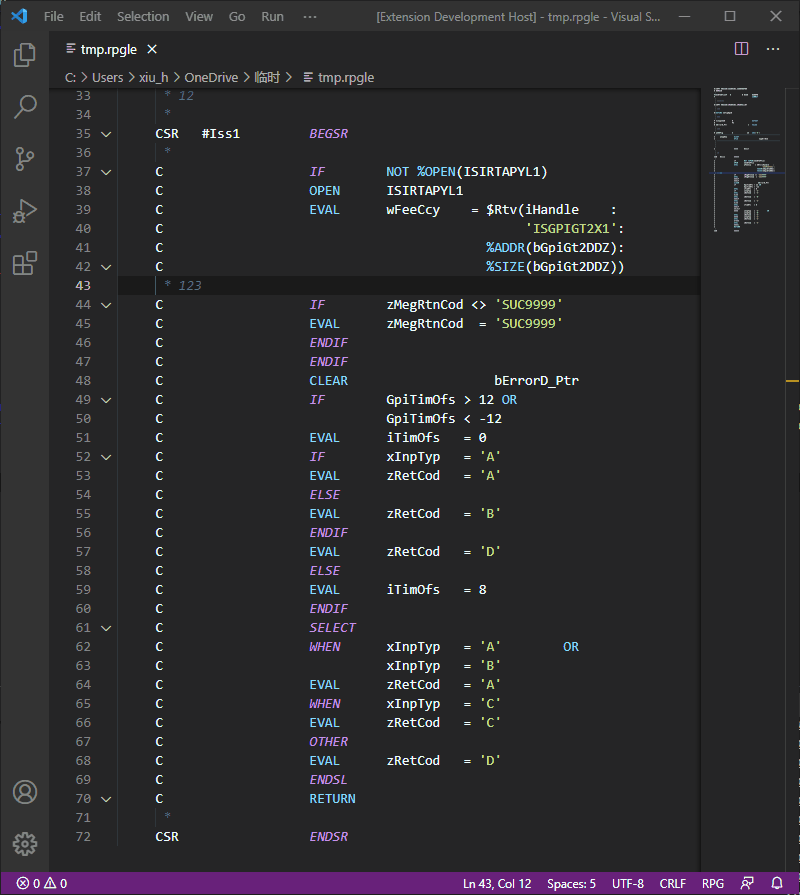 File Edit Selection View Go Run ··· [Extension Development Host] - tmp.rpgle - Visual S...
tmp.rpgle
C: > Users > xiu_h > OneDrive > 临时 > tmp.rpgle
33 * 12
34 *
35 CSR #Iss1 BEGSR
36 *
37 C IF NOT %OPEN(ISIRTAPYL1)
38 C OPEN ISIRTAPYL1
39 C EVAL wFeeCcy = $Rtv(iHandle :
40 C 'ISGPIGT2X1':
41 C %ADDR(bGpiGt2DDZ):
42 C %SIZE(bGpiGt2DDZ))
43 * 123
44 C IF zMegRtnCod <> 'SUC9999'
45 C EVAL zMegRtnCod = 'SUC9999'
46 C ENDIF
47 C ENDIF
48 C CLEAR bErrorD_Ptr
49 C IF GpiTimOfs > 12 OR
50 C GpiTimOfs < -12
51 C EVAL iTimOfs = 0
52 C IF xInpTyp = 'A'
53 C EVAL zRetCod = 'A'
54 C ELSE
55 C EVAL zRetCod = 'B'
56 C ENDIF
57 C EVAL zRetCod = 'D'
58 C ELSE
59 C EVAL iTimOfs = 8
60 C ENDIF
61 C SELECT
62 C WHEN xInpTyp = 'A' OR
63 C xInpTyp = 'B'
64 C EVAL zRetCod = 'A'
65 C WHEN xInpTyp = 'C'
66 C EVAL zRetCod = 'C'
67 C OTHER
68 C EVAL zRetCod = 'D'
69 C ENDSL
70 C RETURN
71 *
72 CSR ENDSR
0 0 Ln 43, Col 12 Spaces: 5 UTF-8 CRLF RPG